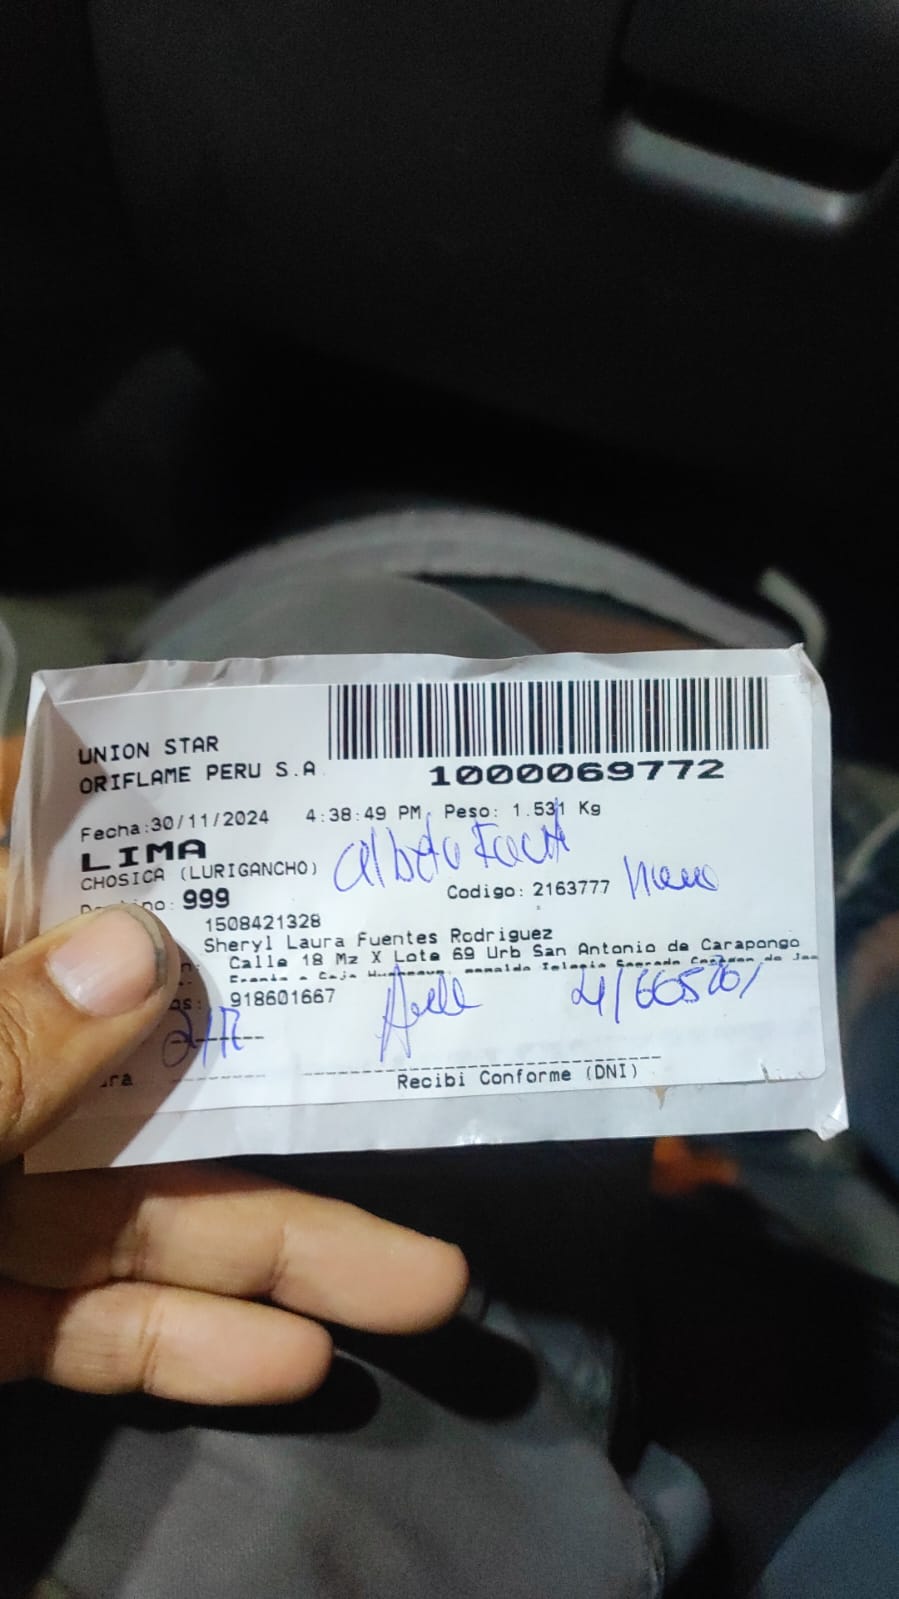 UNION STAR
ORIFLAME PERU S.A
1000069772
Fecha:30/11/2024 4:38:49 PM, Peso: 1.531 Kg
LIMA
CHOSICA (LURIGANCHO)
999
Codigo: 2163777
1508421328
Sheryl Laura Fuentes Rodriguez
Calle 18 Mz X Lote 69 Urb San Antonio de Carapongo
918601667
2/12
Recibi Conforme (DNI)